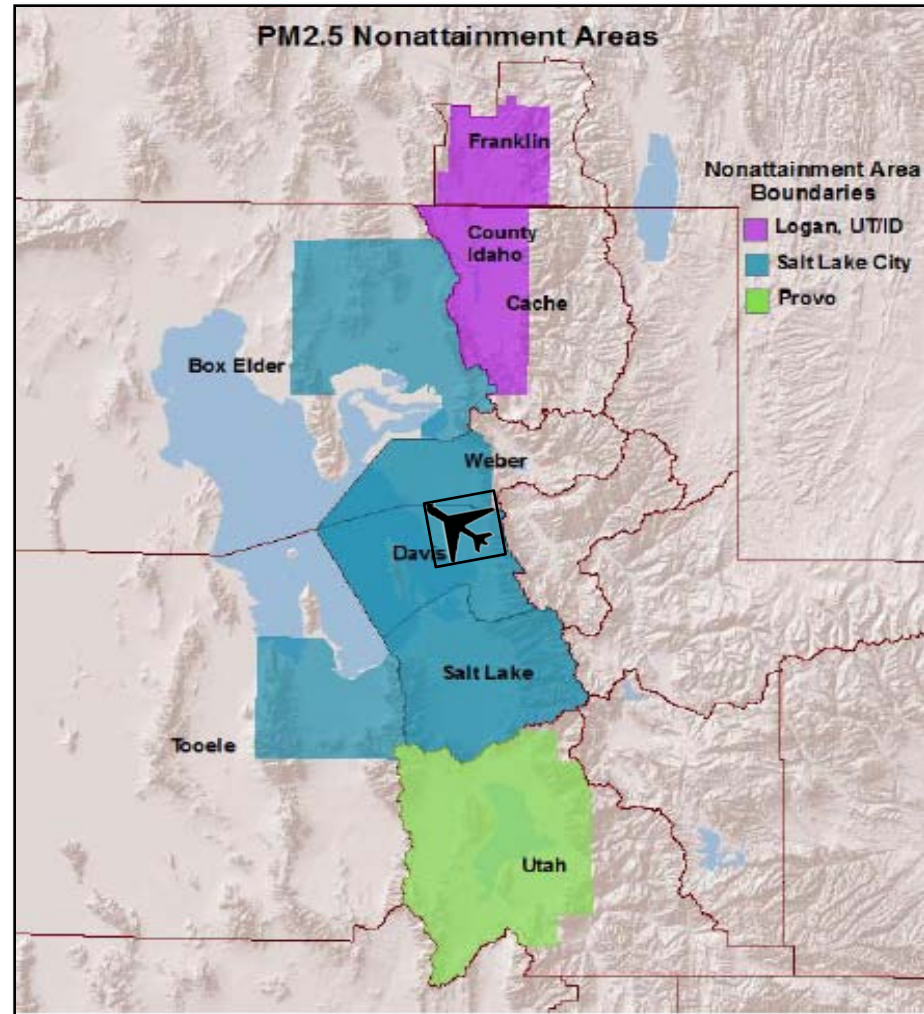 PM2.5 Nonattainment Areas
Franklin
Nonattainment Area
Boundaries
Logan, UT/ID
Salt Lake City
Provo
County
Idaho
Cache
Box Elder
Weber
Davis
Salt Lake
Tooele
Utah